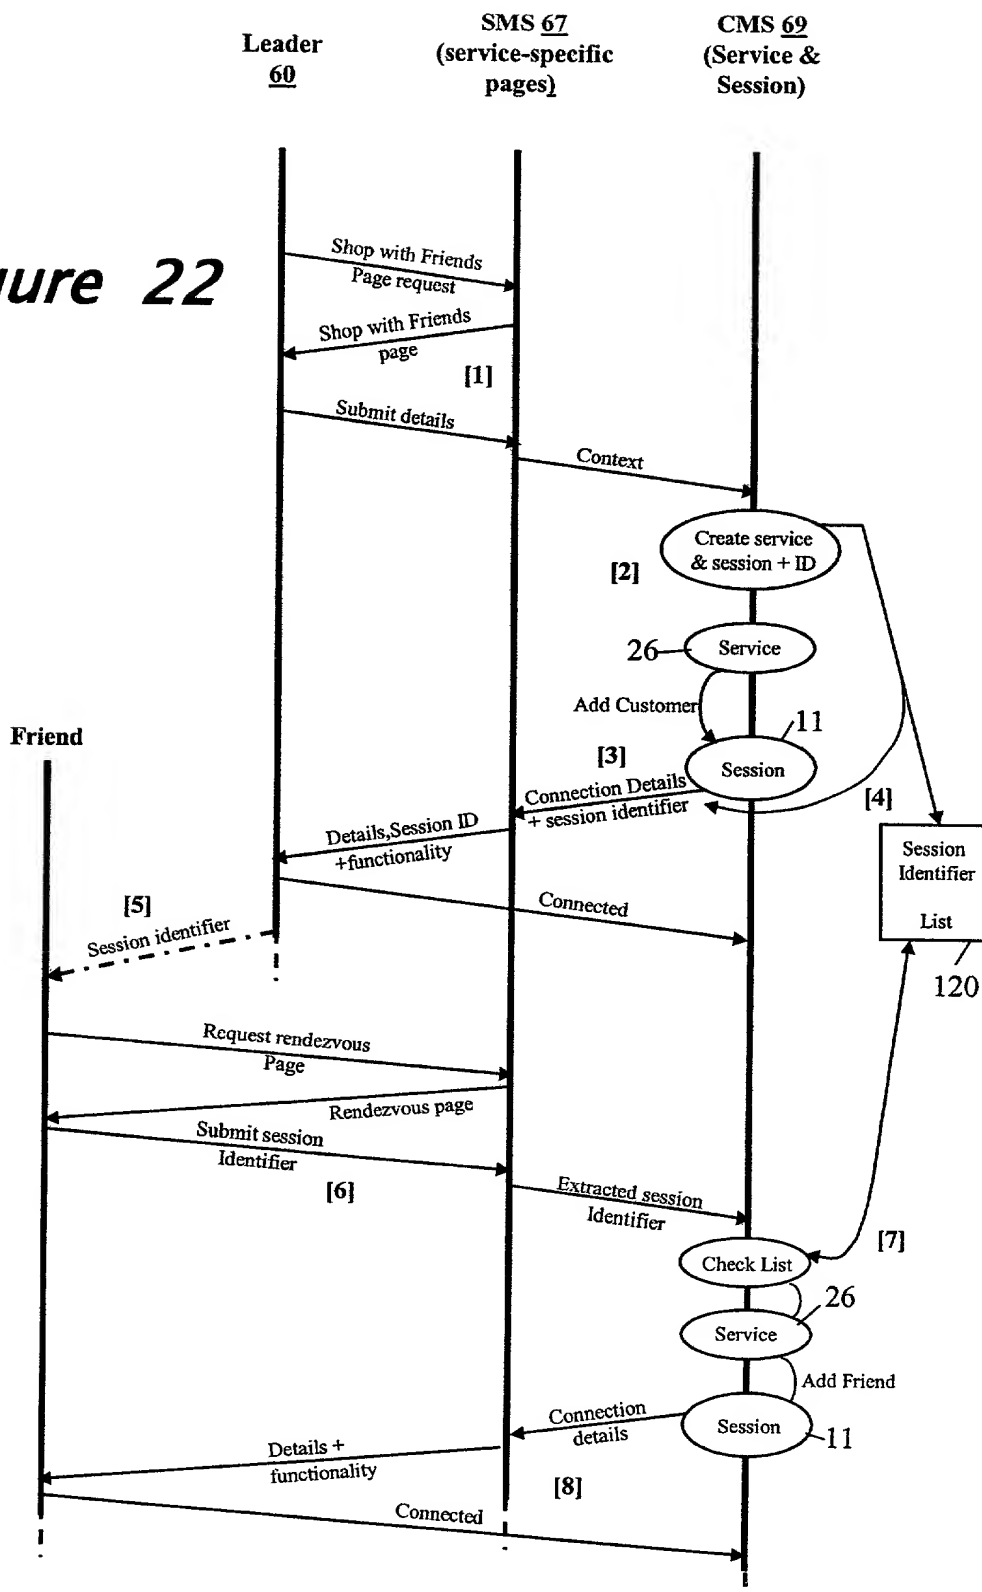 Leader
60
SMS 67
(service-specific
pages)
CMS 69
(Service &
Session)
gure 22
Shop with Friends
Page request
Shop with Friends
page
[1]
Submit details
Context
Create service
& session + ID
[2]
26
Service
Add Customer
11
[3]
Session
Connection Details
+ session identifier
[4]
Details,Session ID
+functionality
Session
Identifier
List
120
Connected
Friend
[5]
Session identifier
Request rendezvous
Page
Rendezvous page
Submit session
Identifier
[6]
Extracted session
Identifier
[7]
Check List
26
Service
Add Friend
Session
11
Connection
details
Details +
functionality
[8]
Connected